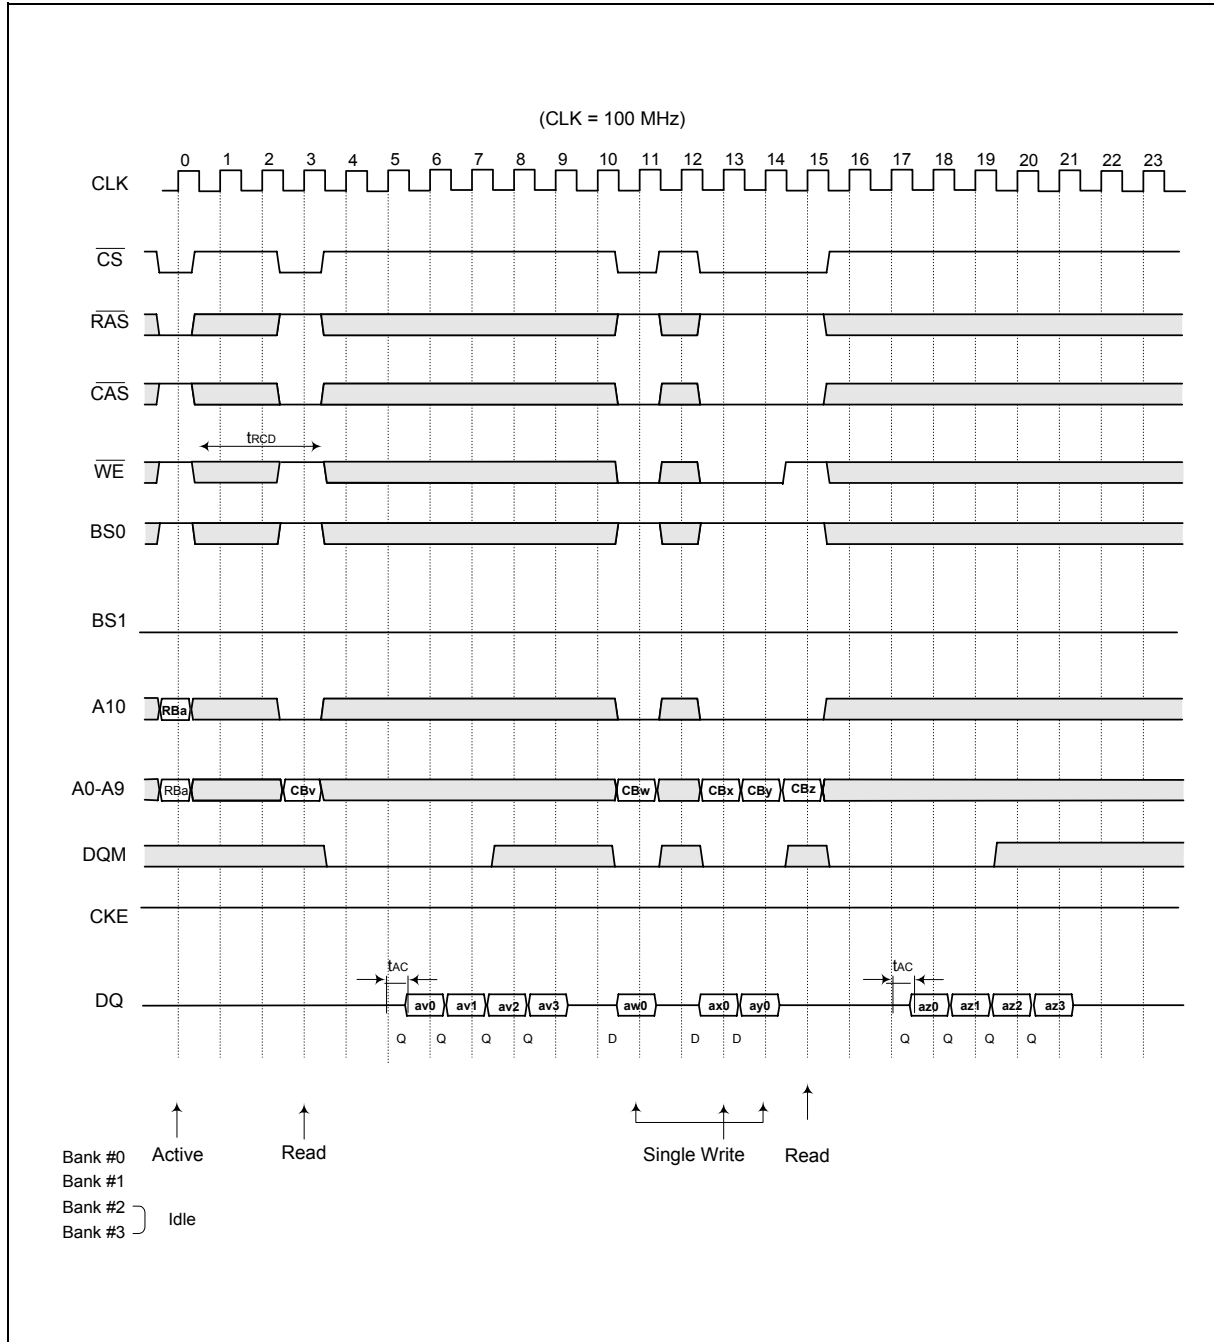 (CLK = 100 MHz)
0 1 2 3 4 5 6 7 8 9 10 11 12 13 14 15 16 17 18 19 20 21 22 23
CLK
CS
RAS
CAS
tRCD
WE
BS0
BS1
A10 RBa
A0-A9 RBa CBv CBw CBx CBy CBz
DQM
CKE
tAC tAC
DQ av0 av1 av2 av3 aw0 ax0 ay0 az0 az1 az2 az3
Q Q Q Q D D D Q Q Q Q
Active Read Single Write Read
Bank #0
Bank #1
Bank #2
Bank #3
Idle